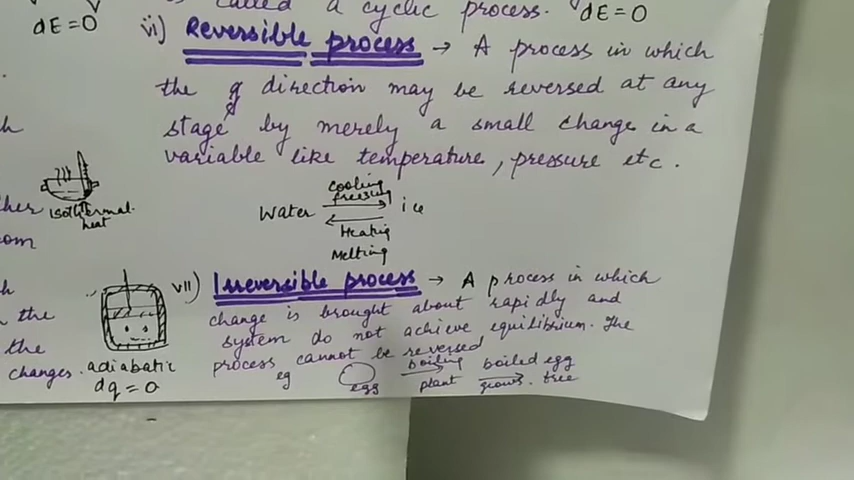 called a cyclic process. dE=0
dE=0
vi) Reversible process → A process in which
the g direction may be reversed at any
stage by merely a small change in a
variable like temperature, pressure etc.
isothermal
heat
cooling
freezing
Water ice
Heating
Melting
vii) Irreversible process → A process in which
change is brought about rapidly and
system do not achieve equilibrium. The
process cannot be reversed
eg egg boiling boiled egg
plant grows tree
the
the
changes.
adiabatic
dq = 0